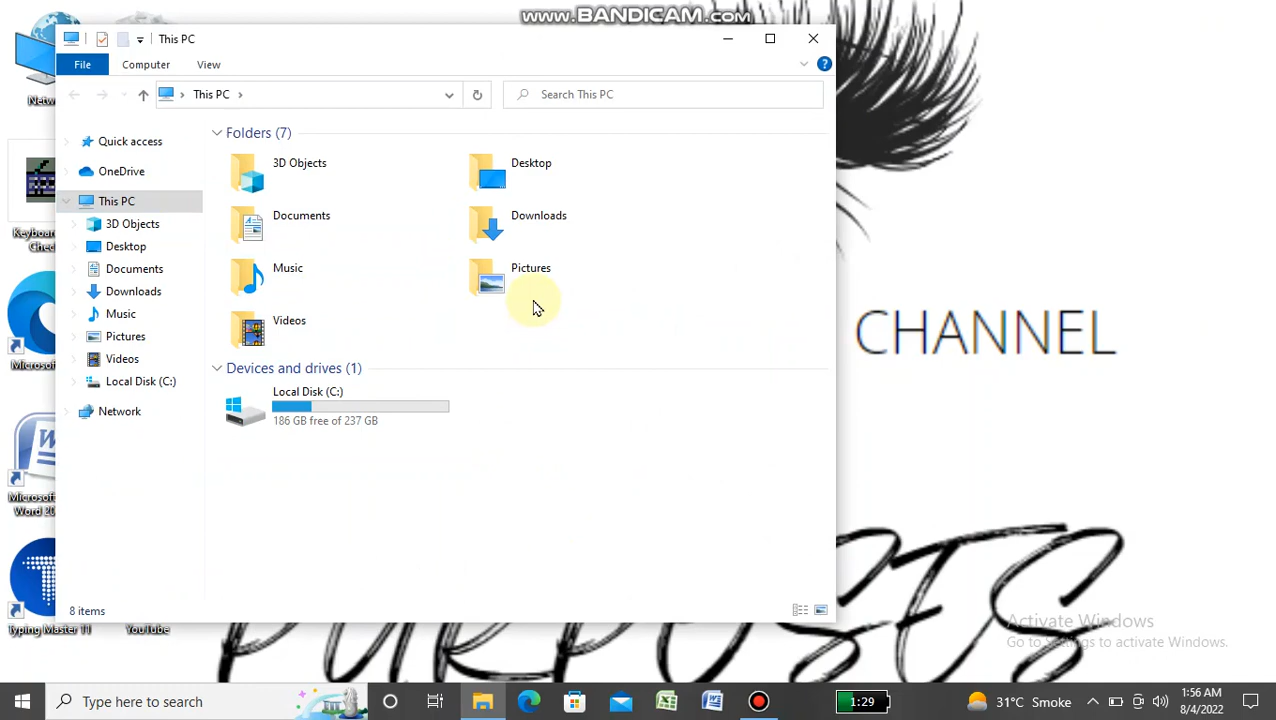 www.BANDICAM.com
This PC
File Computer View
This PC
Search This PC
Quick access
OneDrive
This PC
3D Objects
Desktop
Documents
Downloads
Music
Pictures
Videos
Local Disk (C:)
Network
Folders (7)
3D Objects
Desktop
Documents
Downloads
Music
Pictures
Videos
Devices and drives (1)
Local Disk (C:)
186 GB free of 237 GB
8 items
Keyboard
Chec
Microsof
Microsof
Word 20
Typing Master 11
YouTube
CHANNEL
PURPOSES
Activate Windows
Go to Settings to activate Windows.
Type here to search
1:29
31°C Smoke
1:56 AM
8/4/2022